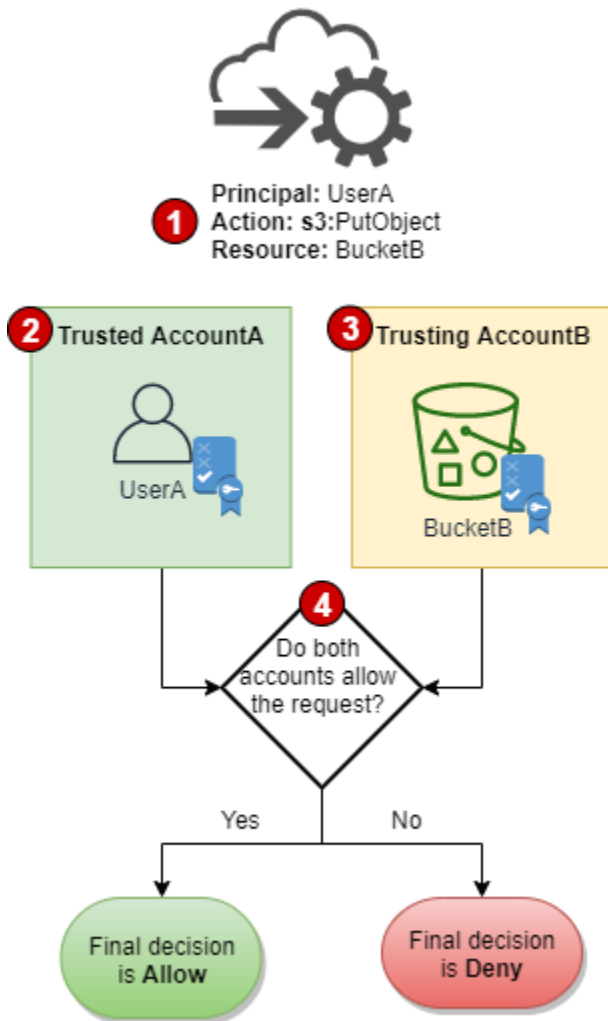 1
Principal: UserA
Action: s3:PutObject
Resource: BucketB
2
Trusted AccountA
UserA
3
Trusting AccountB
BucketB
4
Do both
accounts allow
the request?
Yes
No
Final decision
is Allow
Final decision
is Deny